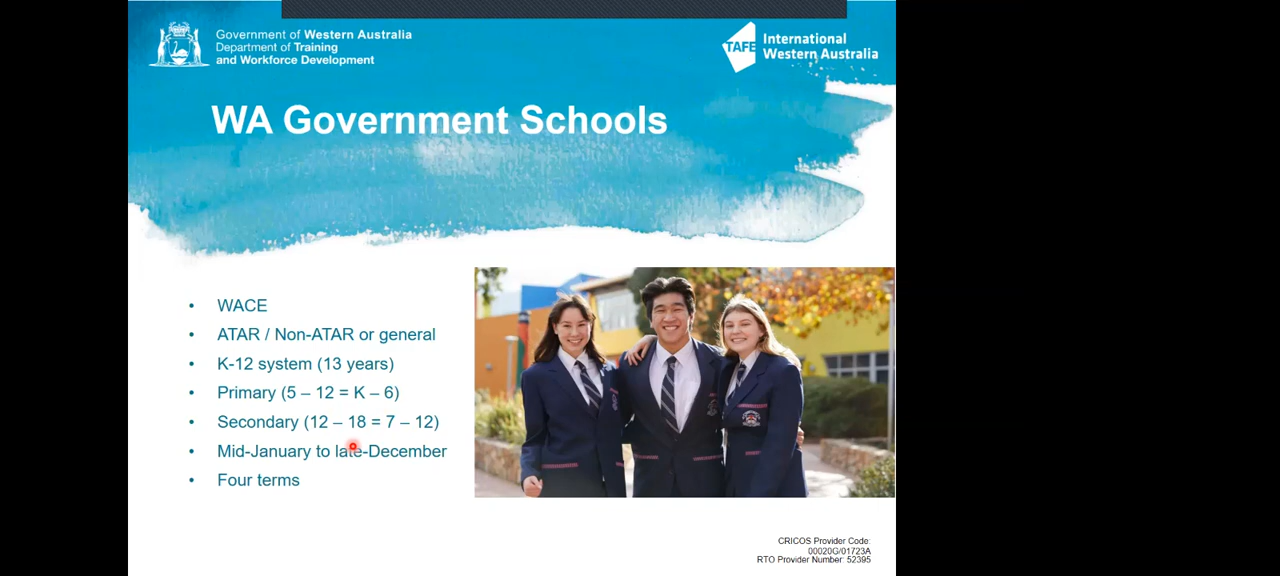 Government of Western Australia
Department of Training
and Workforce Development
TAFE
International
Western Australia
WA Government Schools
• WACE
• ATAR / Non-ATAR or general
• K-12 system (13 years)
• Primary (5 – 12 = K – 6)
• Secondary (12 – 18 = 7 – 12)
• Mid-January to late-December
• Four terms
CRICOS Provider Code:
00020G/01723A
RTO Provider Number: 52395